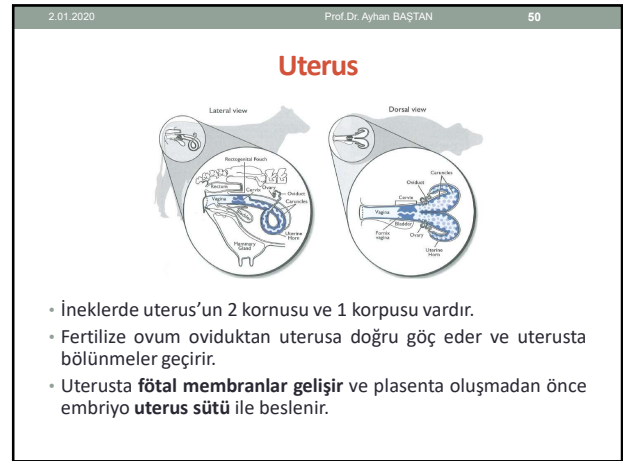 2.01.2020
Prof.Dr. Ayhan BAŞTAN
50
Uterus
Lateral view
Rectogenital Pouch
Rectum
Cervix
Ovary
Oviduct
Caruncles
Vagina
Uterine
Horn
Mammary
Gland
Dorsal view
Caruncles
Oviduct
Cervix
Vagina
Bladder
Fornix
vagina
Ovary
Uterine
Horn
• İneklerde uterus’un 2 kornusu ve 1 korpusu vardır.
• Fertilize ovum oviduktan uterusa doğru göç eder ve uterusta
bölünmeler geçirir.
• Uterusta fötal membranlar gelişir ve plasenta oluşmadan önce
embriyo uterus sütü ile beslenir.